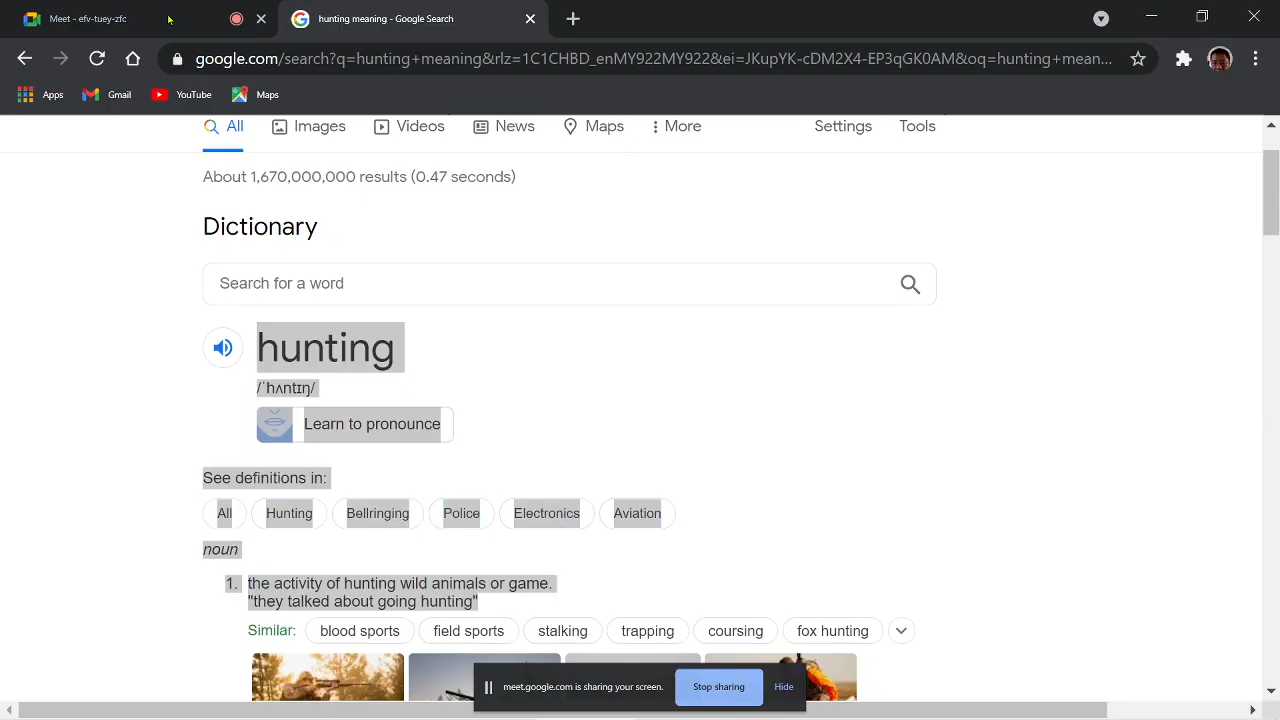 Meet - efv-tuey-zfc
hunting meaning - Google Search
google.com/search?q=hunting+meaning&rlz=1C1CHBD_enMY922MY922&ei=JKupYK-cDM2X4-EP3qGK0AM&oq=hunting+mean...
Apps Gmail YouTube Maps
All Images Videos News Maps More Settings Tools
About 1,670,000,000 results (0.47 seconds)
Dictionary
Search for a word
hunting
/ˈhʌntɪŋ/
Learn to pronounce
See definitions in:
All Hunting Bellringing Police Electronics Aviation
noun
1. the activity of hunting wild animals or game.
"they talked about going hunting"
Similar: blood sports field sports stalking trapping coursing fox hunting
meet.google.com is sharing your screen. Stop sharing Hide